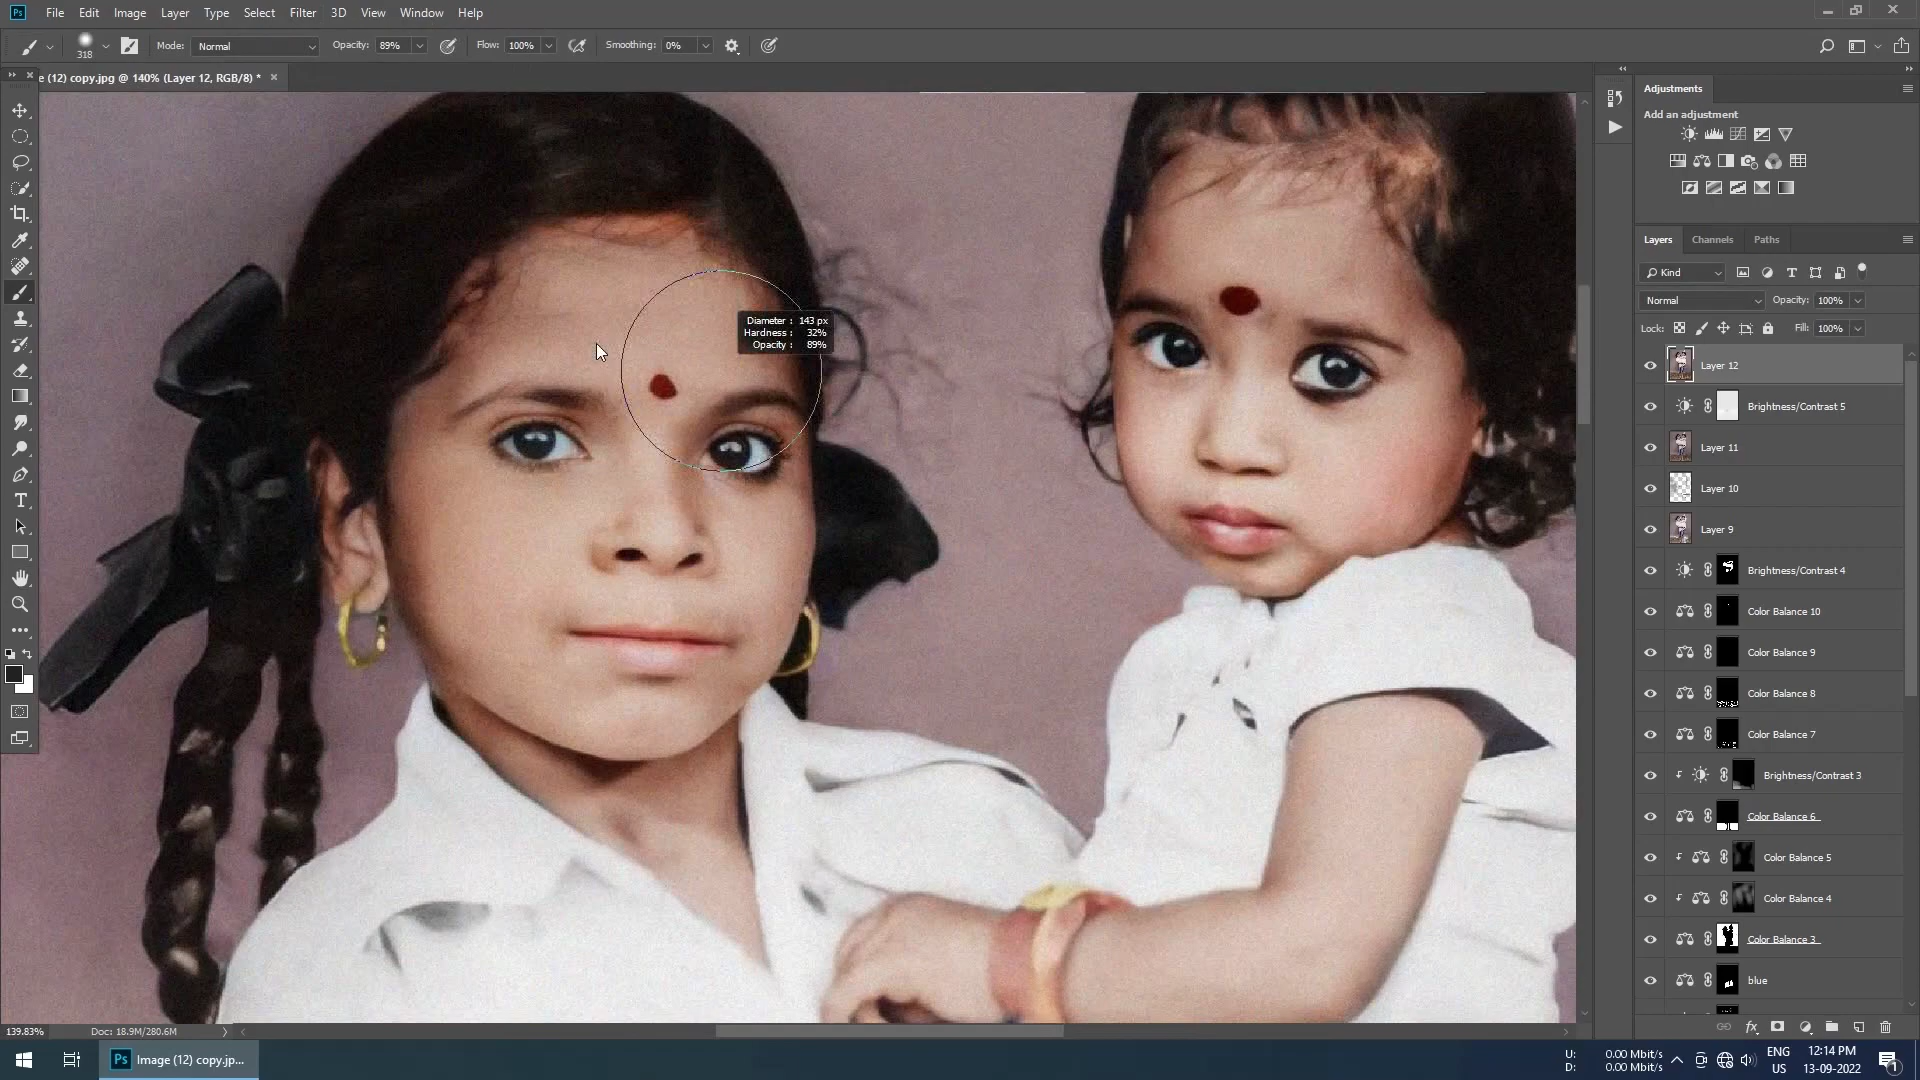 Ps File Edit Image Layer Type Select Filter 3D View Window Help
318 Mode: Normal Opacity: 89% Flow: 100% Smoothing: 0%
e (12) copy.jpg @ 140% (Layer 12, RGB/8) *
Diameter : 143 px
Hardness : 32%
Opacity : 89%
Adjustments
Add an adjustment
Layers Channels Paths
Kind
Normal Opacity: 100%
Lock: Fill: 100%
Layer 12
Brightness/Contrast 5
Layer 11
Layer 10
Layer 9
Brightness/Contrast 4
Color Balance 10
Color Balance 9
Color Balance 8
Color Balance 7
Brightness/Contrast 3
Color Balance 6
Color Balance 5
Color Balance 4
Color Balance 3
blue
139.83% Doc: 18.9M/280.6M
Ps Image (12) copy.jp...
U: 0.00 Mbit/s
D: 0.00 Mbit/s
ENG
US
12:14 PM
13-09-2022
1